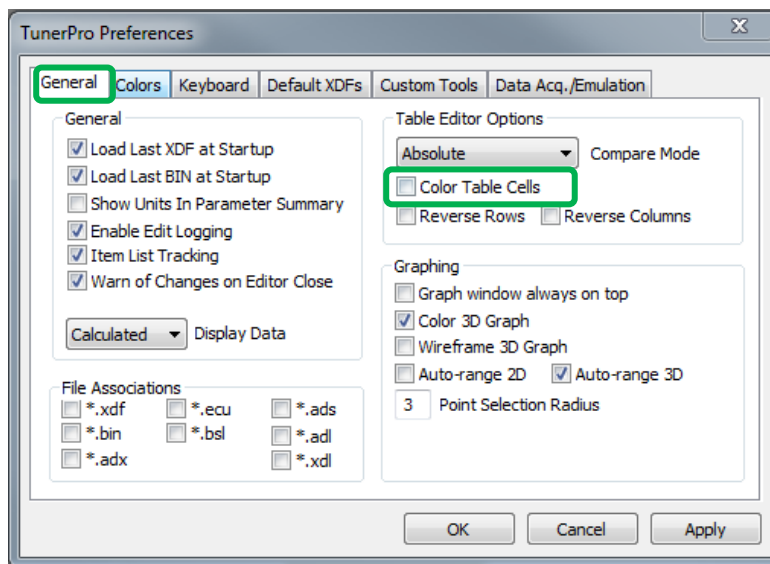 TunerPro Preferences
General Colors Keyboard Default XDFs Custom Tools Data Acq./Emulation
General
Load Last XDF at Startup
Load Last BIN at Startup
Show Units In Parameter Summary
Enable Edit Logging
Item List Tracking
Warn of Changes on Editor Close
Calculated Display Data
File Associations
*.xdf *.ecu *.ads
*.bin *.bsl *.adl
*.adx *.xdl
Table Editor Options
Absolute Compare Mode
Color Table Cells
Reverse Rows Reverse Columns
Graphing
Graph window always on top
Color 3D Graph
Wireframe 3D Graph
Auto-range 2D Auto-range 3D
3 Point Selection Radius
OK Cancel Apply